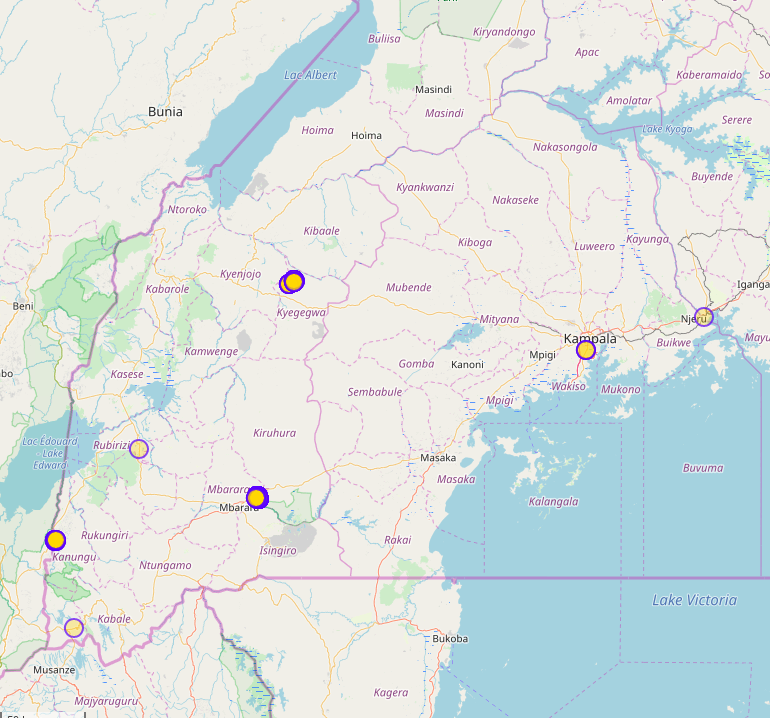 Buliisa
Kiryandongo
Apac
Lac Albert
Kaberamaido
Masindi
Amolatar
Bunia
Masindi
Serere
Hoima
Hoima
Lake Kyoga
Nakasongola
Buyende
Kyankwanzi
Nakaseke
Ntoroko
Kibaale
Kiboga
Luweero
Kayunga
Kyenjojo
Kabarole
Mubende
Iganga
Beni
Kyegegwa
Mityana
Njeru
Kampala
Buikwe
Kamwenge
Mpigi
Gomba
Kanoni
Kasese
Wakiso
Mukono
Sembabule
Mpigi
Kiruhura
Lac Édouard
- Lake
Edward
Rubirizi
Masaka
Masaka
Buvuma
Mbarara
Mbarara
Kalangala
Rukungiri
Kanungu
Isingiro
Rakai
Ntungamo
Lake Victoria
Kabale
Bukoba
Musanze
Majyaruguru
Kagera